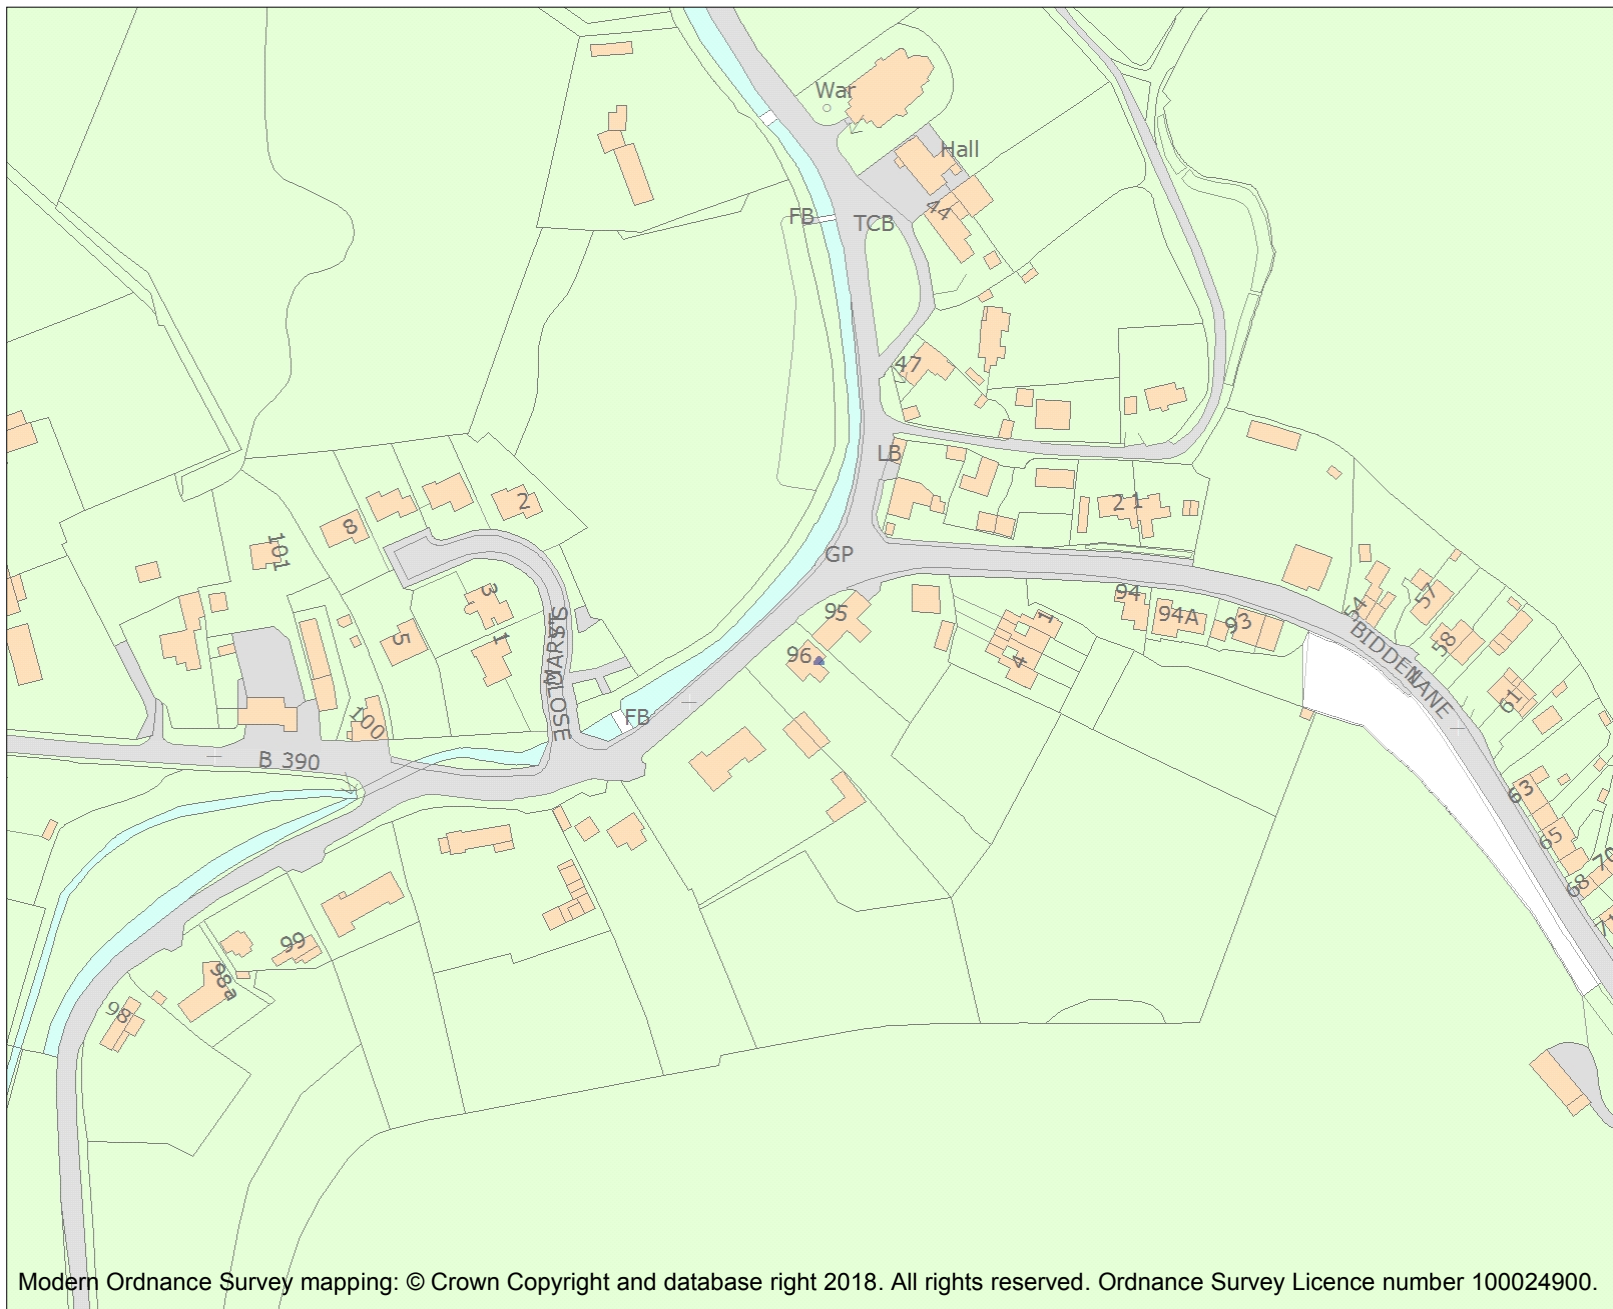 War
Hall
44
FB
TCB
47
LB
2
2 1
8
101
GP
3
94
54
57
95
1
94A
93
58
5
1
ST. MARYS CLOSE
BIDDEN LANE
96
4
61
100
FB
B 390
63
65
70
68
99
71
98a
98
Modern Ordnance Survey mapping: © Crown Copyright and database right 2018. All rights reserved. Ordnance Survey Licence number 100024900.